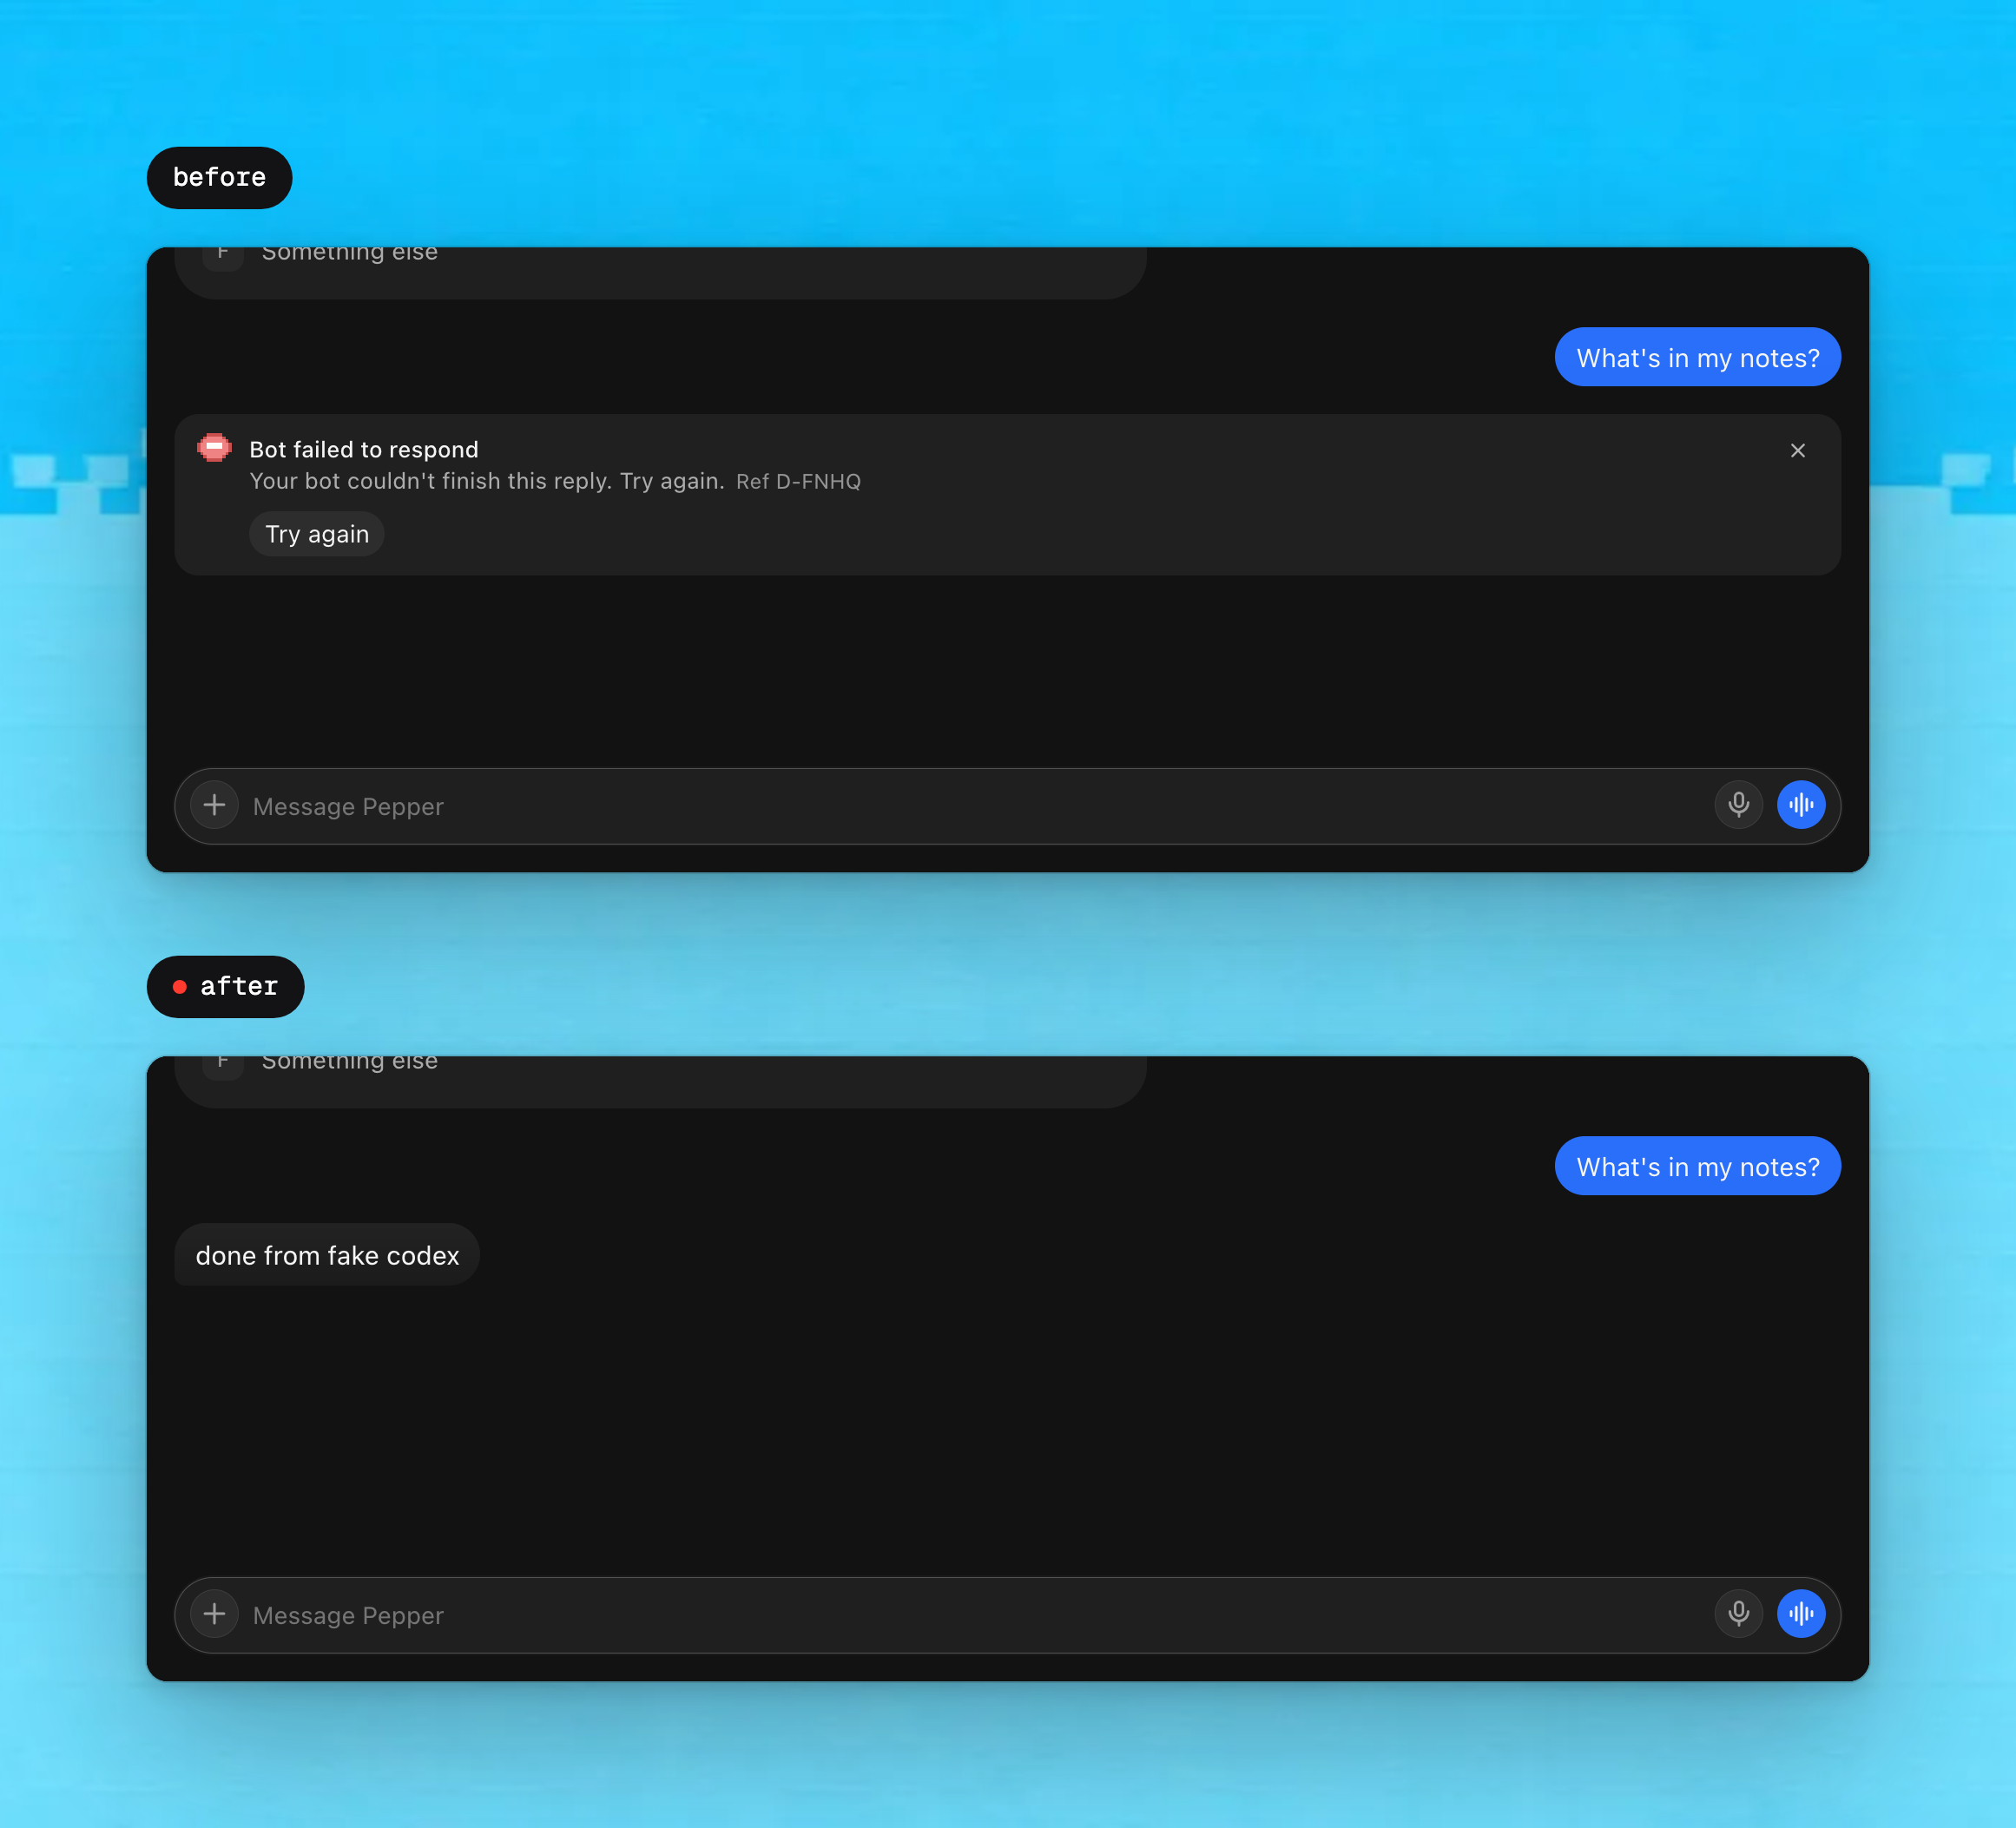 before
F Something else
What's in my notes?
Bot failed to respond
Your bot couldn't finish this reply. Try again. Ref D-FNHQ
Try again
Message Pepper
after
F Something else
What's in my notes?
done from fake codex
Message Pepper